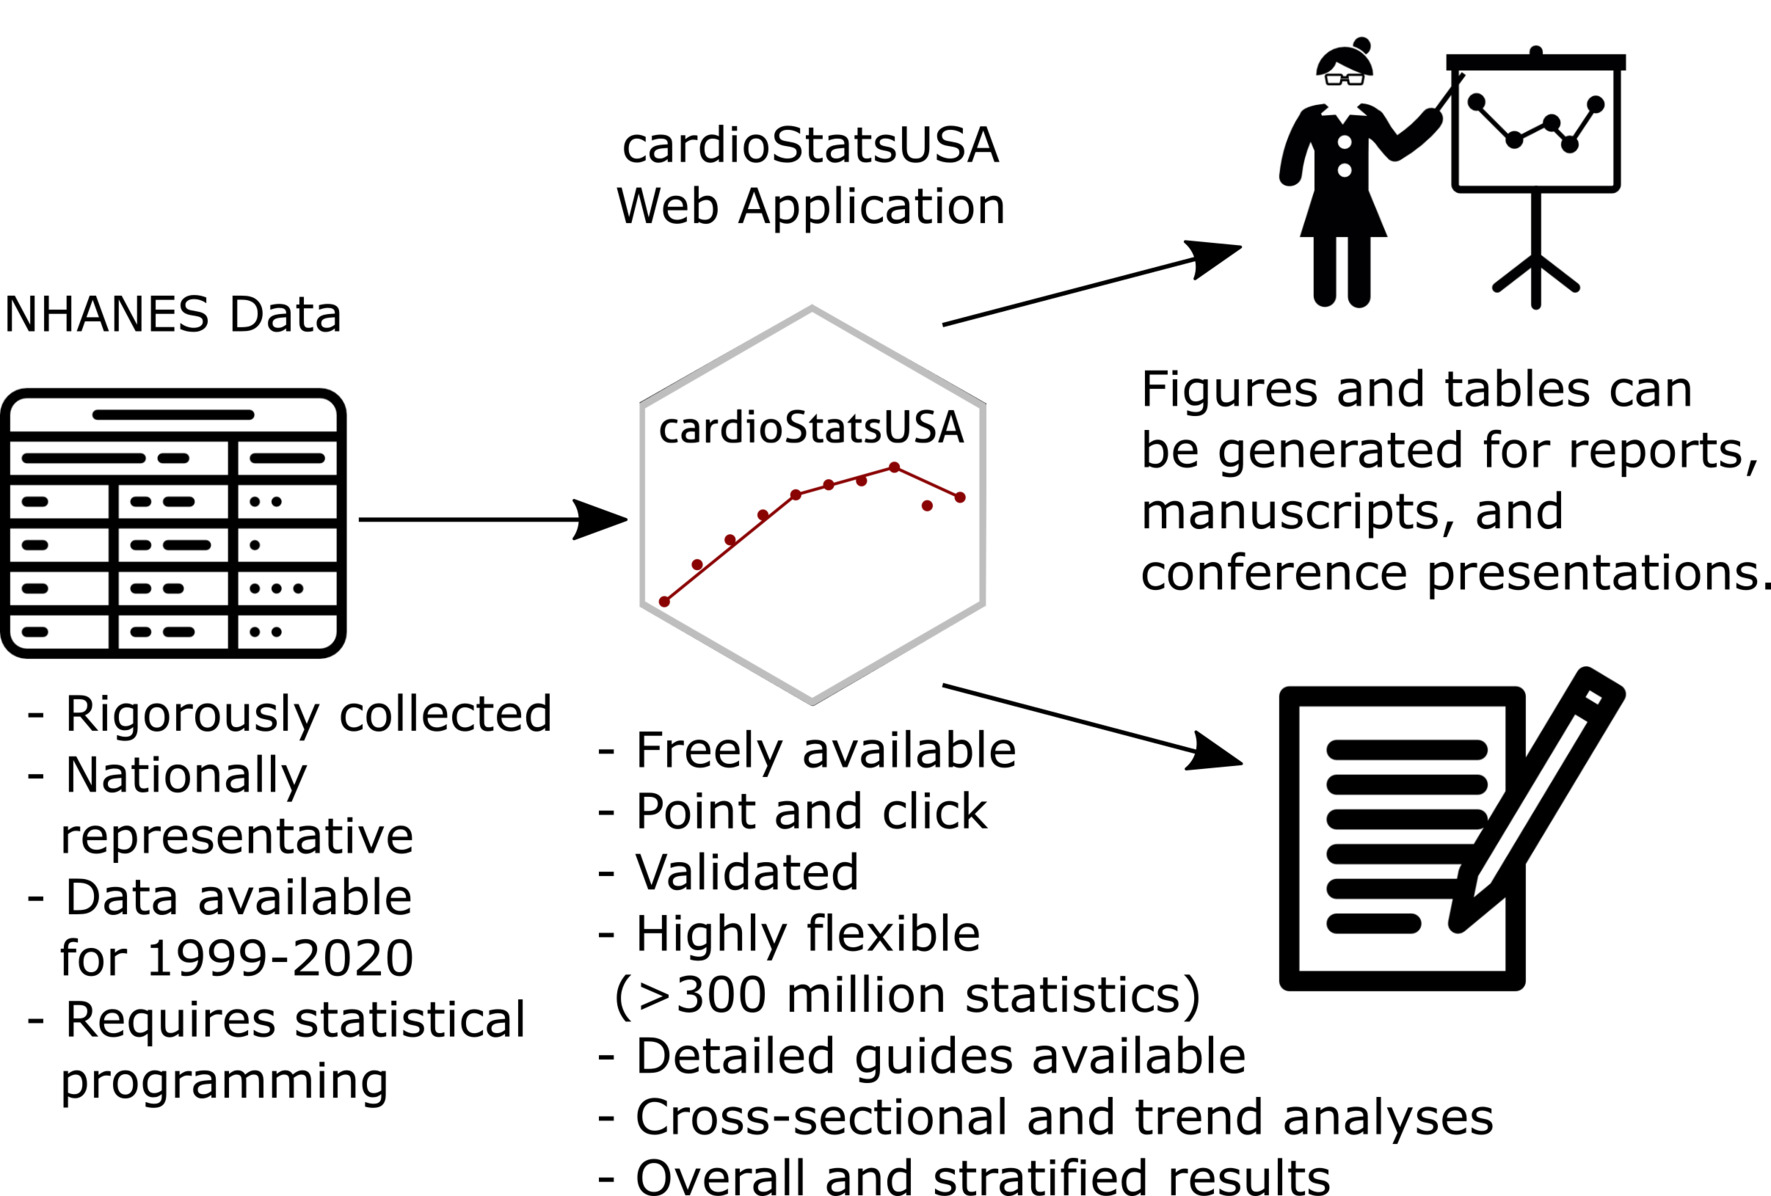 NHANES Data
- Rigorously collected
- Nationally
representative
- Data available
for 1999-2020
- Requires statistical
programming
cardioStatsUSA
Web Application
cardioStatsUSA
- Freely available
- Point and click
- Validated
- Highly flexible
(>300 million statistics)
- Detailed guides available
- Cross-sectional and trend analyses
- Overall and stratified results
Figures and tables can
be generated for reports,
manuscripts, and
conference presentations.